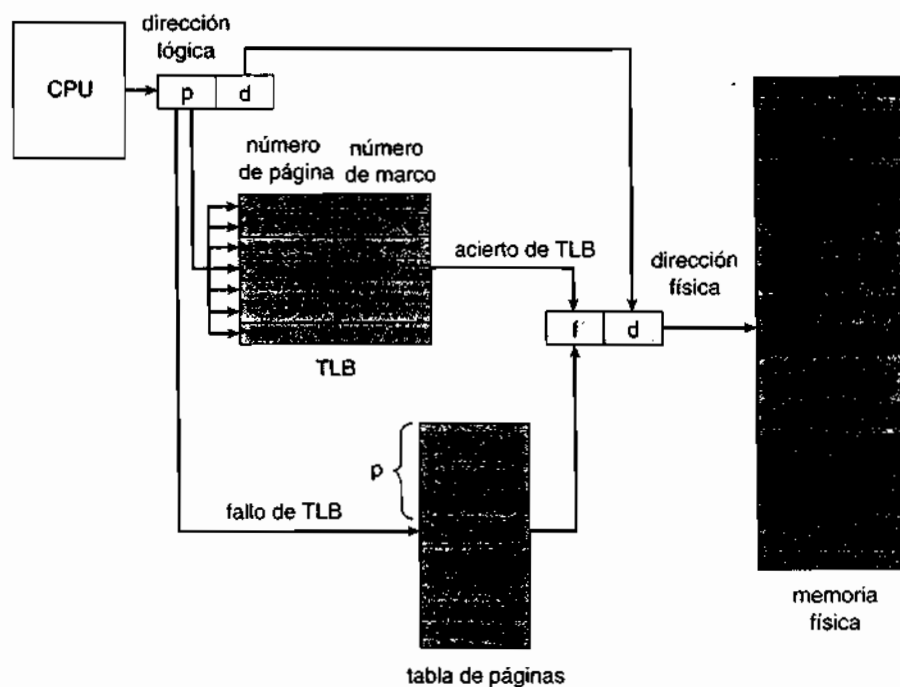 dirección
lógica
CPU
p d
número
de página
número
de marco
acierto de TLB
dirección
física
f d
TLB
p
fallo de TLB
memoria
física
tabla de páginas